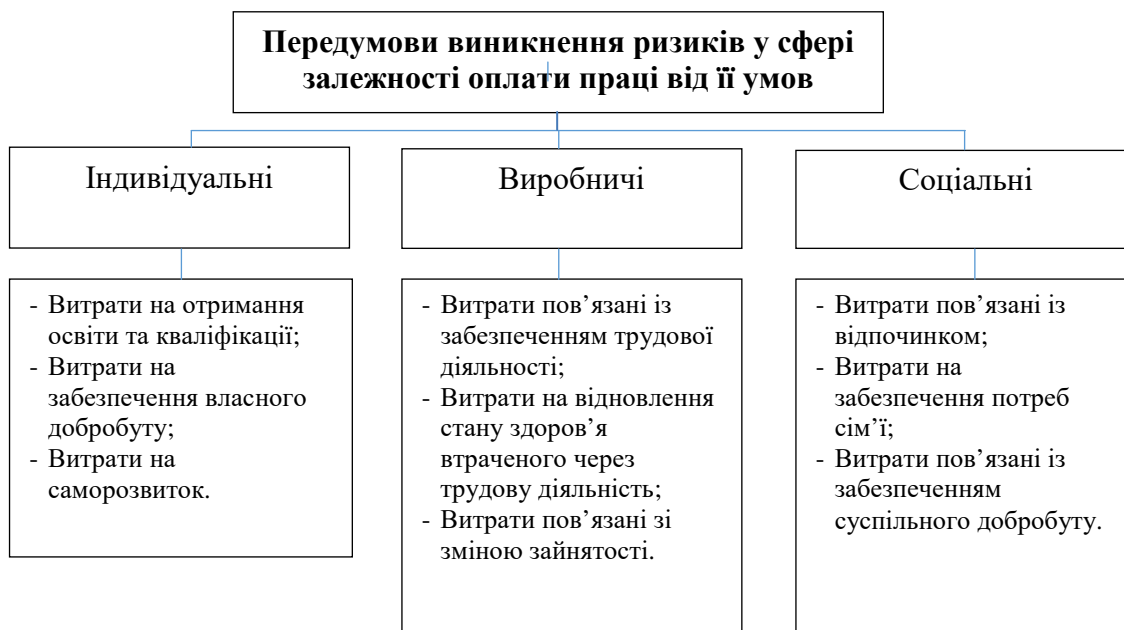 Передумови виникнення ризиків у сфері
залежності оплати праці від її умов
Індивідуальні
Виробничі
Соціальні
- Витрати на отримання
освіти та кваліфікації;
- Витрати на
забезпечення власного
добробуту;
- Витрати на
саморозвиток.
- Витрати пов’язані із
забезпеченням трудової
діяльності;
- Витрати на відновлення
стану здоров’я
втраченого через
трудову діяльність;
- Витрати пов’язані зі
зміною зайнятості.
- Витрати пов’язані із
відпочинком;
- Витрати на
забезпечення потреб
сім’ї;
- Витрати пов’язані із
забезпеченням
суспільного добробуту.